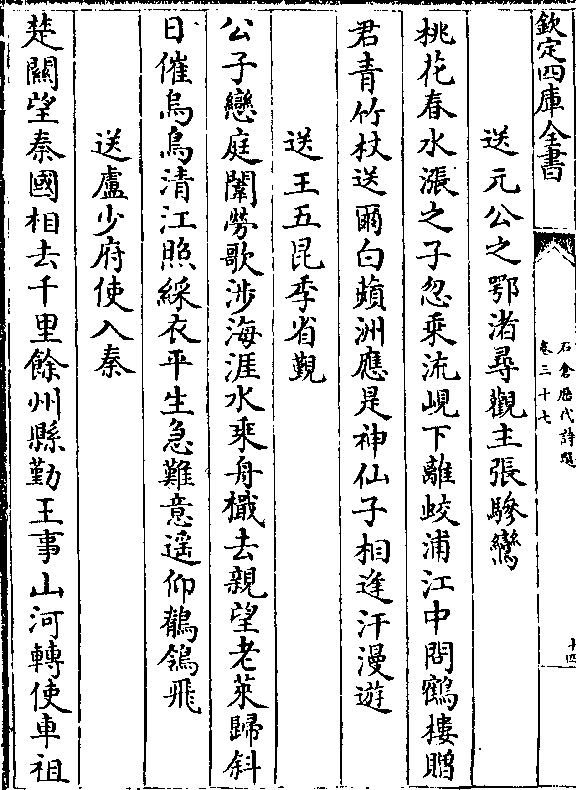 欽定四庫全書
石倉歴代詩選
卷三十七
十四
送元公之鄂渚尋觀主張驂鸞
桃花春水漲之子忽乘流峴下離蛟浦江中問鶴樓贈
君青竹杖送爾白蘋洲應是神仙子相逢汗漫遊
送王五昆季省覲
公子戀庭闈勞歌涉海涯水乘舟檝去親望老萊歸斜
日催烏鳥清江照綵衣平生急難意遥仰鶺鴒飛
送盧少府使入秦
楚關望秦國相去千里餘州縣勤王事山河轉使車祖